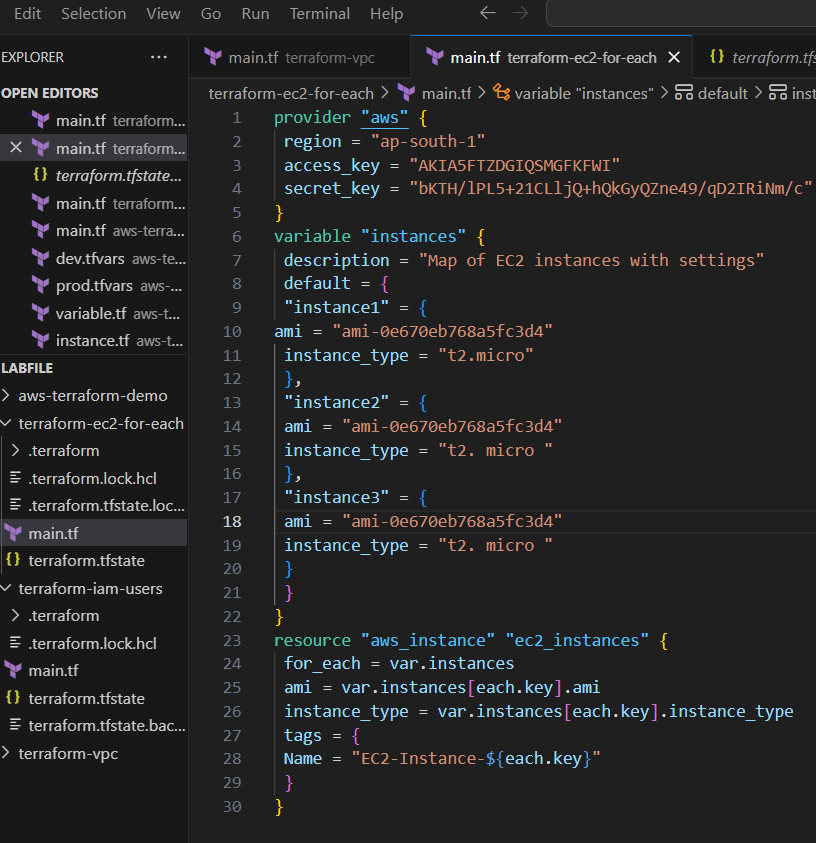 Edit Selection View Go Run Terminal Help
EXPLORER
OPEN EDITORS
main.tf terraform...
main.tf terraform...
terraform.tfstate...
main.tf terraform...
main.tf aws-terra...
dev.tfvars aws-te...
prod.tfvars aws-...
variable.tf aws-t...
instance.tf aws-t...
LABFILE
aws-terraform-demo
terraform-ec2-for-each
.terraform
.terraform.lock.hcl
.terraform.tfstate.loc...
main.tf
terraform.tfstate
terraform-iam-users
.terraform
.terraform.lock.hcl
main.tf
terraform.tfstate
terraform.tfstate.bac...
terraform-vpc
main.tf terraform-vpc
main.tf terraform-ec2-for-each
terraform.tfs
terraform-ec2-for-each > main.tf > variable "instances" > default > inst
1 provider "aws" {
2 region = "ap-south-1"
3 access_key = "AKIA5FTZDGIQSMGFKFWI"
4 secret_key = "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"
5 }
6 variable "instances" {
7 description = "Map of EC2 instances with settings"
8 default = {
9 "instance1" = {
10 ami = "ami-0e670eb768a5fc3d4"
11 instance_type = "t2.micro"
12 },
13 "instance2" = {
14 ami = "ami-0e670eb768a5fc3d4"
15 instance_type = "t2. micro "
16 },
17 "instance3" = {
18 ami = "ami-0e670eb768a5fc3d4"
19 instance_type = "t2. micro "
20 }
21 }
22 }
23 resource "aws_instance" "ec2_instances" {
24 for_each = var.instances
25 ami = var.instances[each.key].ami
26 instance_type = var.instances[each.key].instance_type
27 tags = {
28 Name = "EC2-Instance-${each.key}"
29 }
30 }